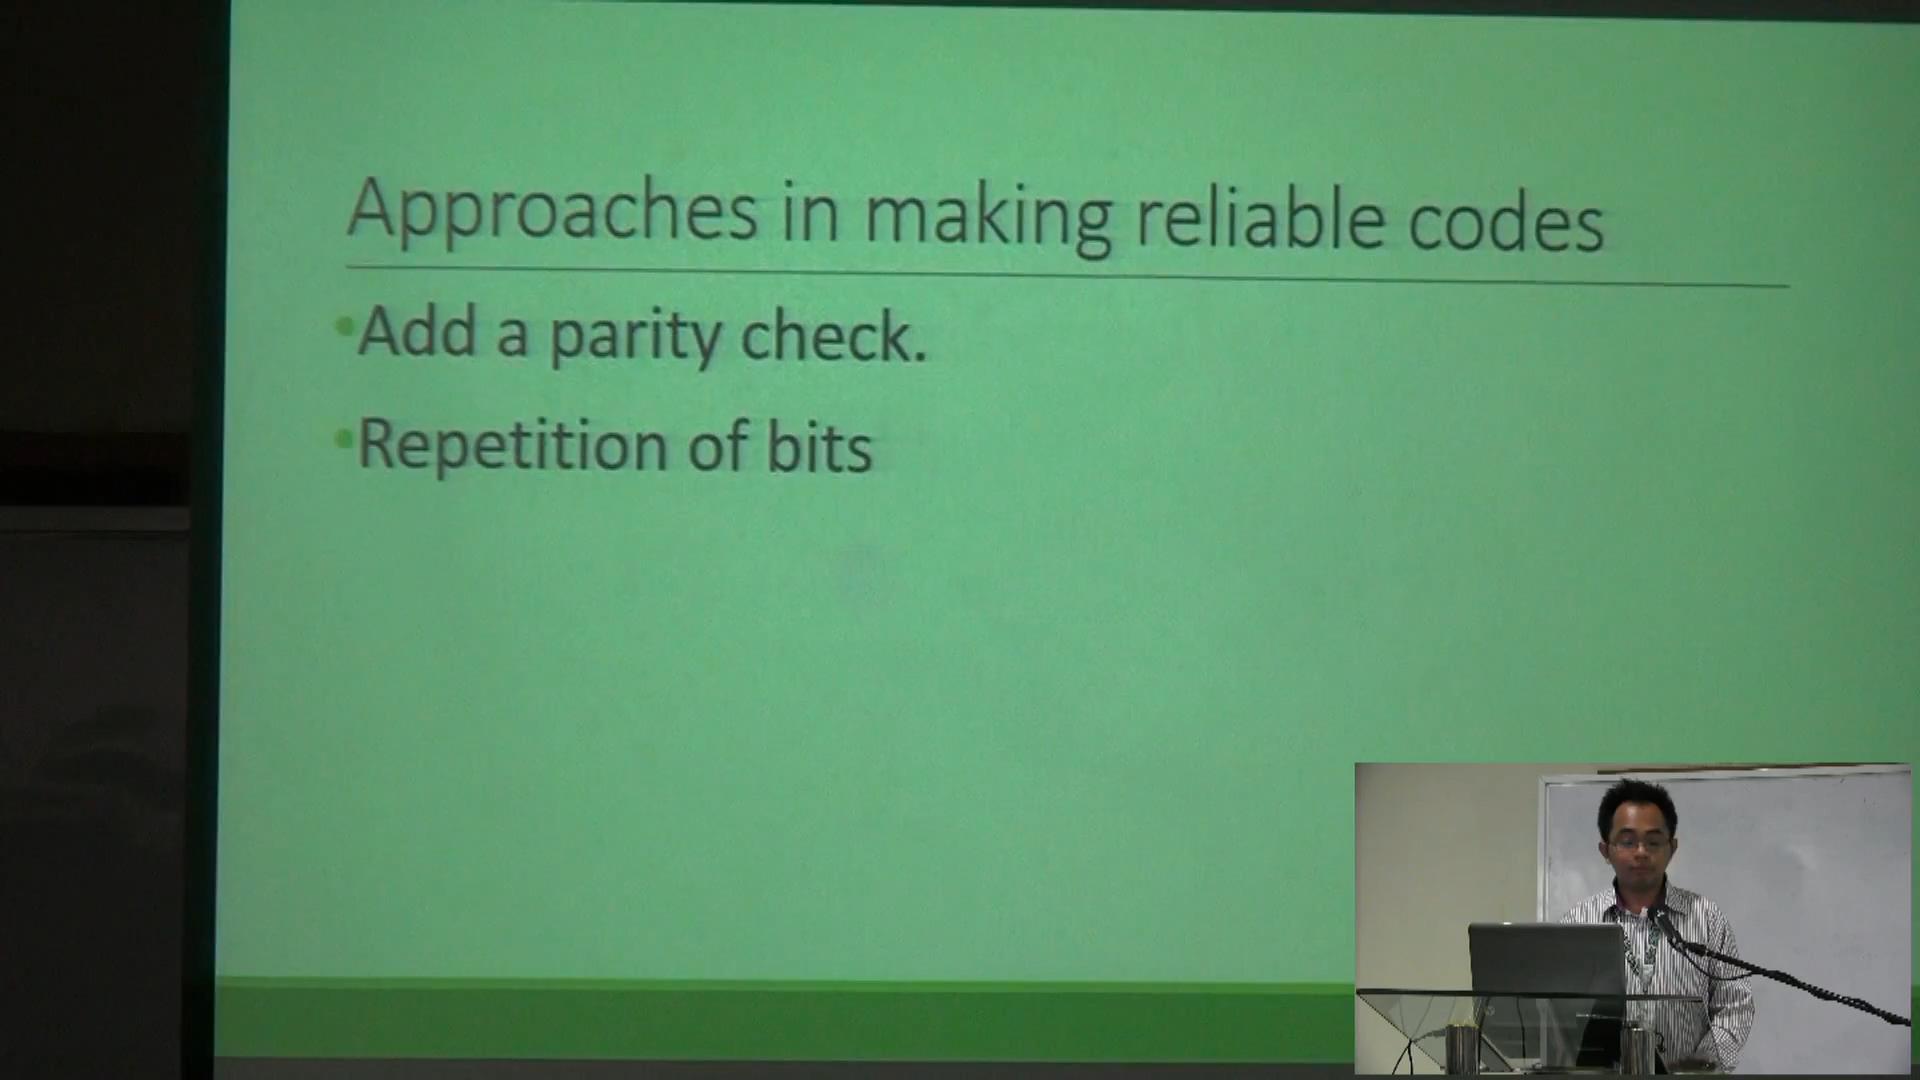 Approaches in making reliable codes
•Add a parity check.
•Repetition of bits